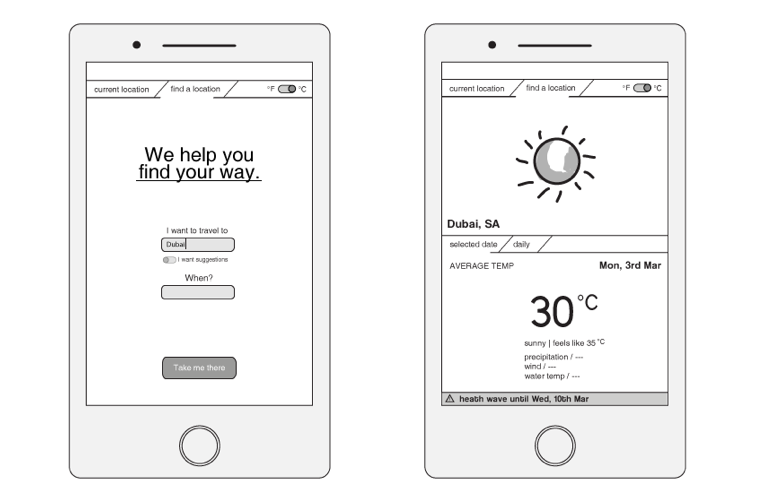 current location
find a location
°F
°C
We help you
find your way.
I want to travel to
Dubai
I want suggestions
When?
Take me there
current location
find a location
°F
°C
Dubai, SA
selected date
daily
AVERAGE TEMP
Mon, 3rd Mar
30°C
sunny | feels like 35°C
precipitation / ---
wind / ---
water temp / ---
heath wave until Wed, 10th Mar